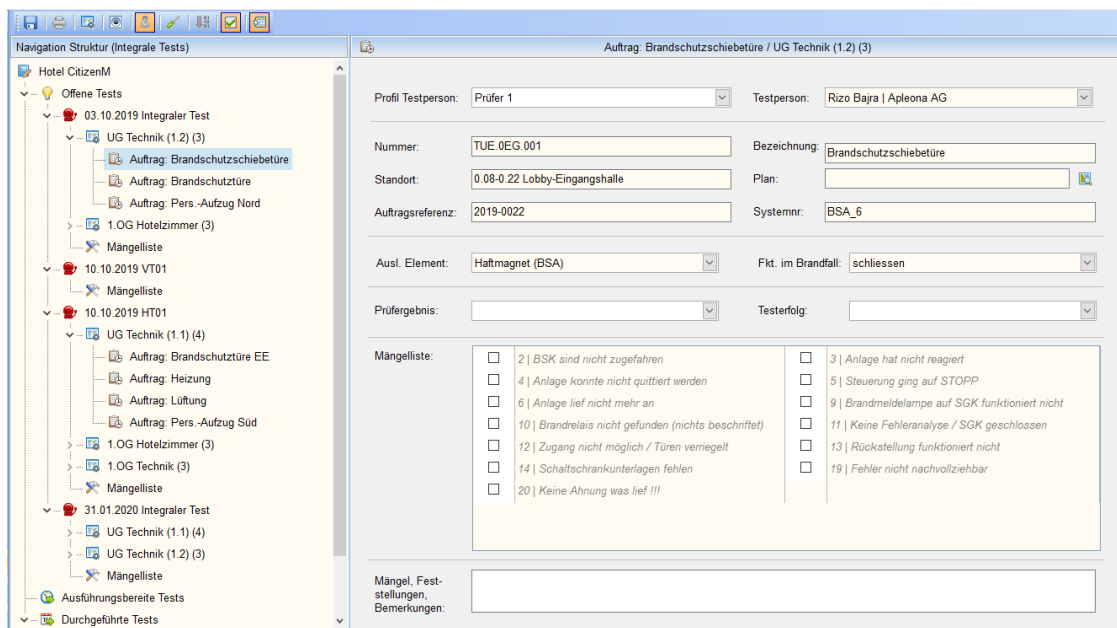 Navigation Struktur (Integrale Tests)
Hotel CitizenM
Offene Tests
03.10.2019 Integraler Test
UG Technik (1.2) (3)
Auftrag: Brandschutzschiebetüre
Auftrag: Brandschutztüre
Auftrag: Pers.-Aufzug Nord
1.OG Hotelzimmer (3)
Mängelliste
10.10.2019 VT01
Mängelliste
10.10.2019 HT01
UG Technik (1.1) (4)
Auftrag: Brandschutztüre EE
Auftrag: Heizung
Auftrag: Lüftung
Auftrag: Pers.-Aufzug Süd
1.OG Hotelzimmer (3)
1.OG Technik (3)
Mängelliste
31.01.2020 Integraler Test
UG Technik (1.1) (4)
UG Technik (1.2) (3)
Mängelliste
Ausführungsbereite Tests
Durchgeführte Tests
Auftrag: Brandschutzschiebetüre / UG Technik (1.2) (3)
Profil Testperson: Prüfer 1 Testperson: Rizo Bajra | Apleona AG
Nummer: TUE.0EG.001 Bezeichnung: Brandschutzschiebetüre
Standort: 0.08-0.22 Lobby-Eingangshalle Plan:
Auftragsreferenz: 2019-0022 Systemnr: BSA_6
Ausl. Element: Haftmagnet (BSA) Fkt. im Brandfall: schliessen
Prüfergebnis: Testerfolg:
Mängelliste: 2 | BSK sind nicht zugefahren 3 | Anlage hat nicht reagiert
4 | Anlage konnte nicht quittiert werden 5 | Steuerung ging auf STOPP
6 | Anlage lief nicht mehr an 9 | Brandmeldelampe auf SGK funktioniert nicht
10 | Brandrelais nicht gefunden (nichts beschriftet) 11 | Keine Fehleranalyse / SGK geschlossen
12 | Zugang nicht möglich / Türen verriegelt 13 | Rückstellung funktioniert nicht
14 | Schaltschrankunterlagen fehlen 19 | Fehler nicht nachvollziehbar
20 | Keine Ahnung was lief !!!
Mängel, Fest-
stellungen,
Bemerkungen: